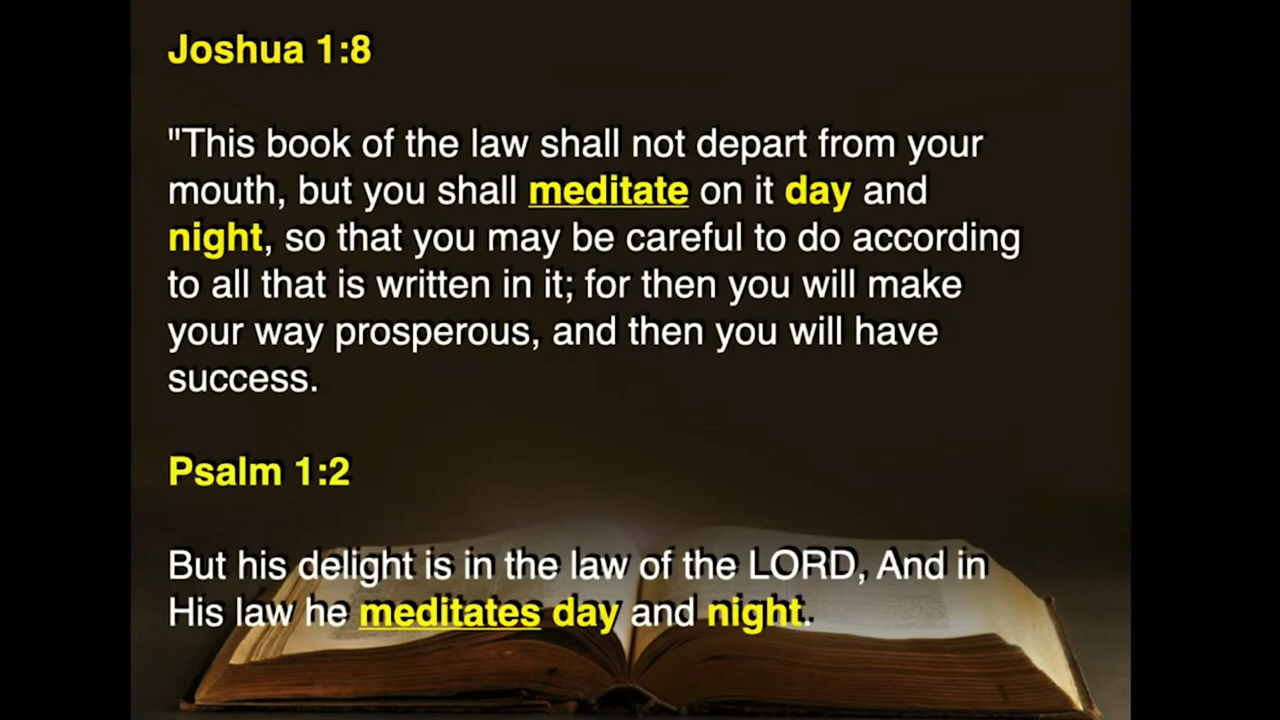 Joshua 1:8
"This book of the law shall not depart from your
mouth, but you shall meditate on it day and
night, so that you may be careful to do according
to all that is written in it; for then you will make
your way prosperous, and then you will have
success.
Psalm 1:2
But his delight is in the law of the LORD, And in
His law he meditates day and night.